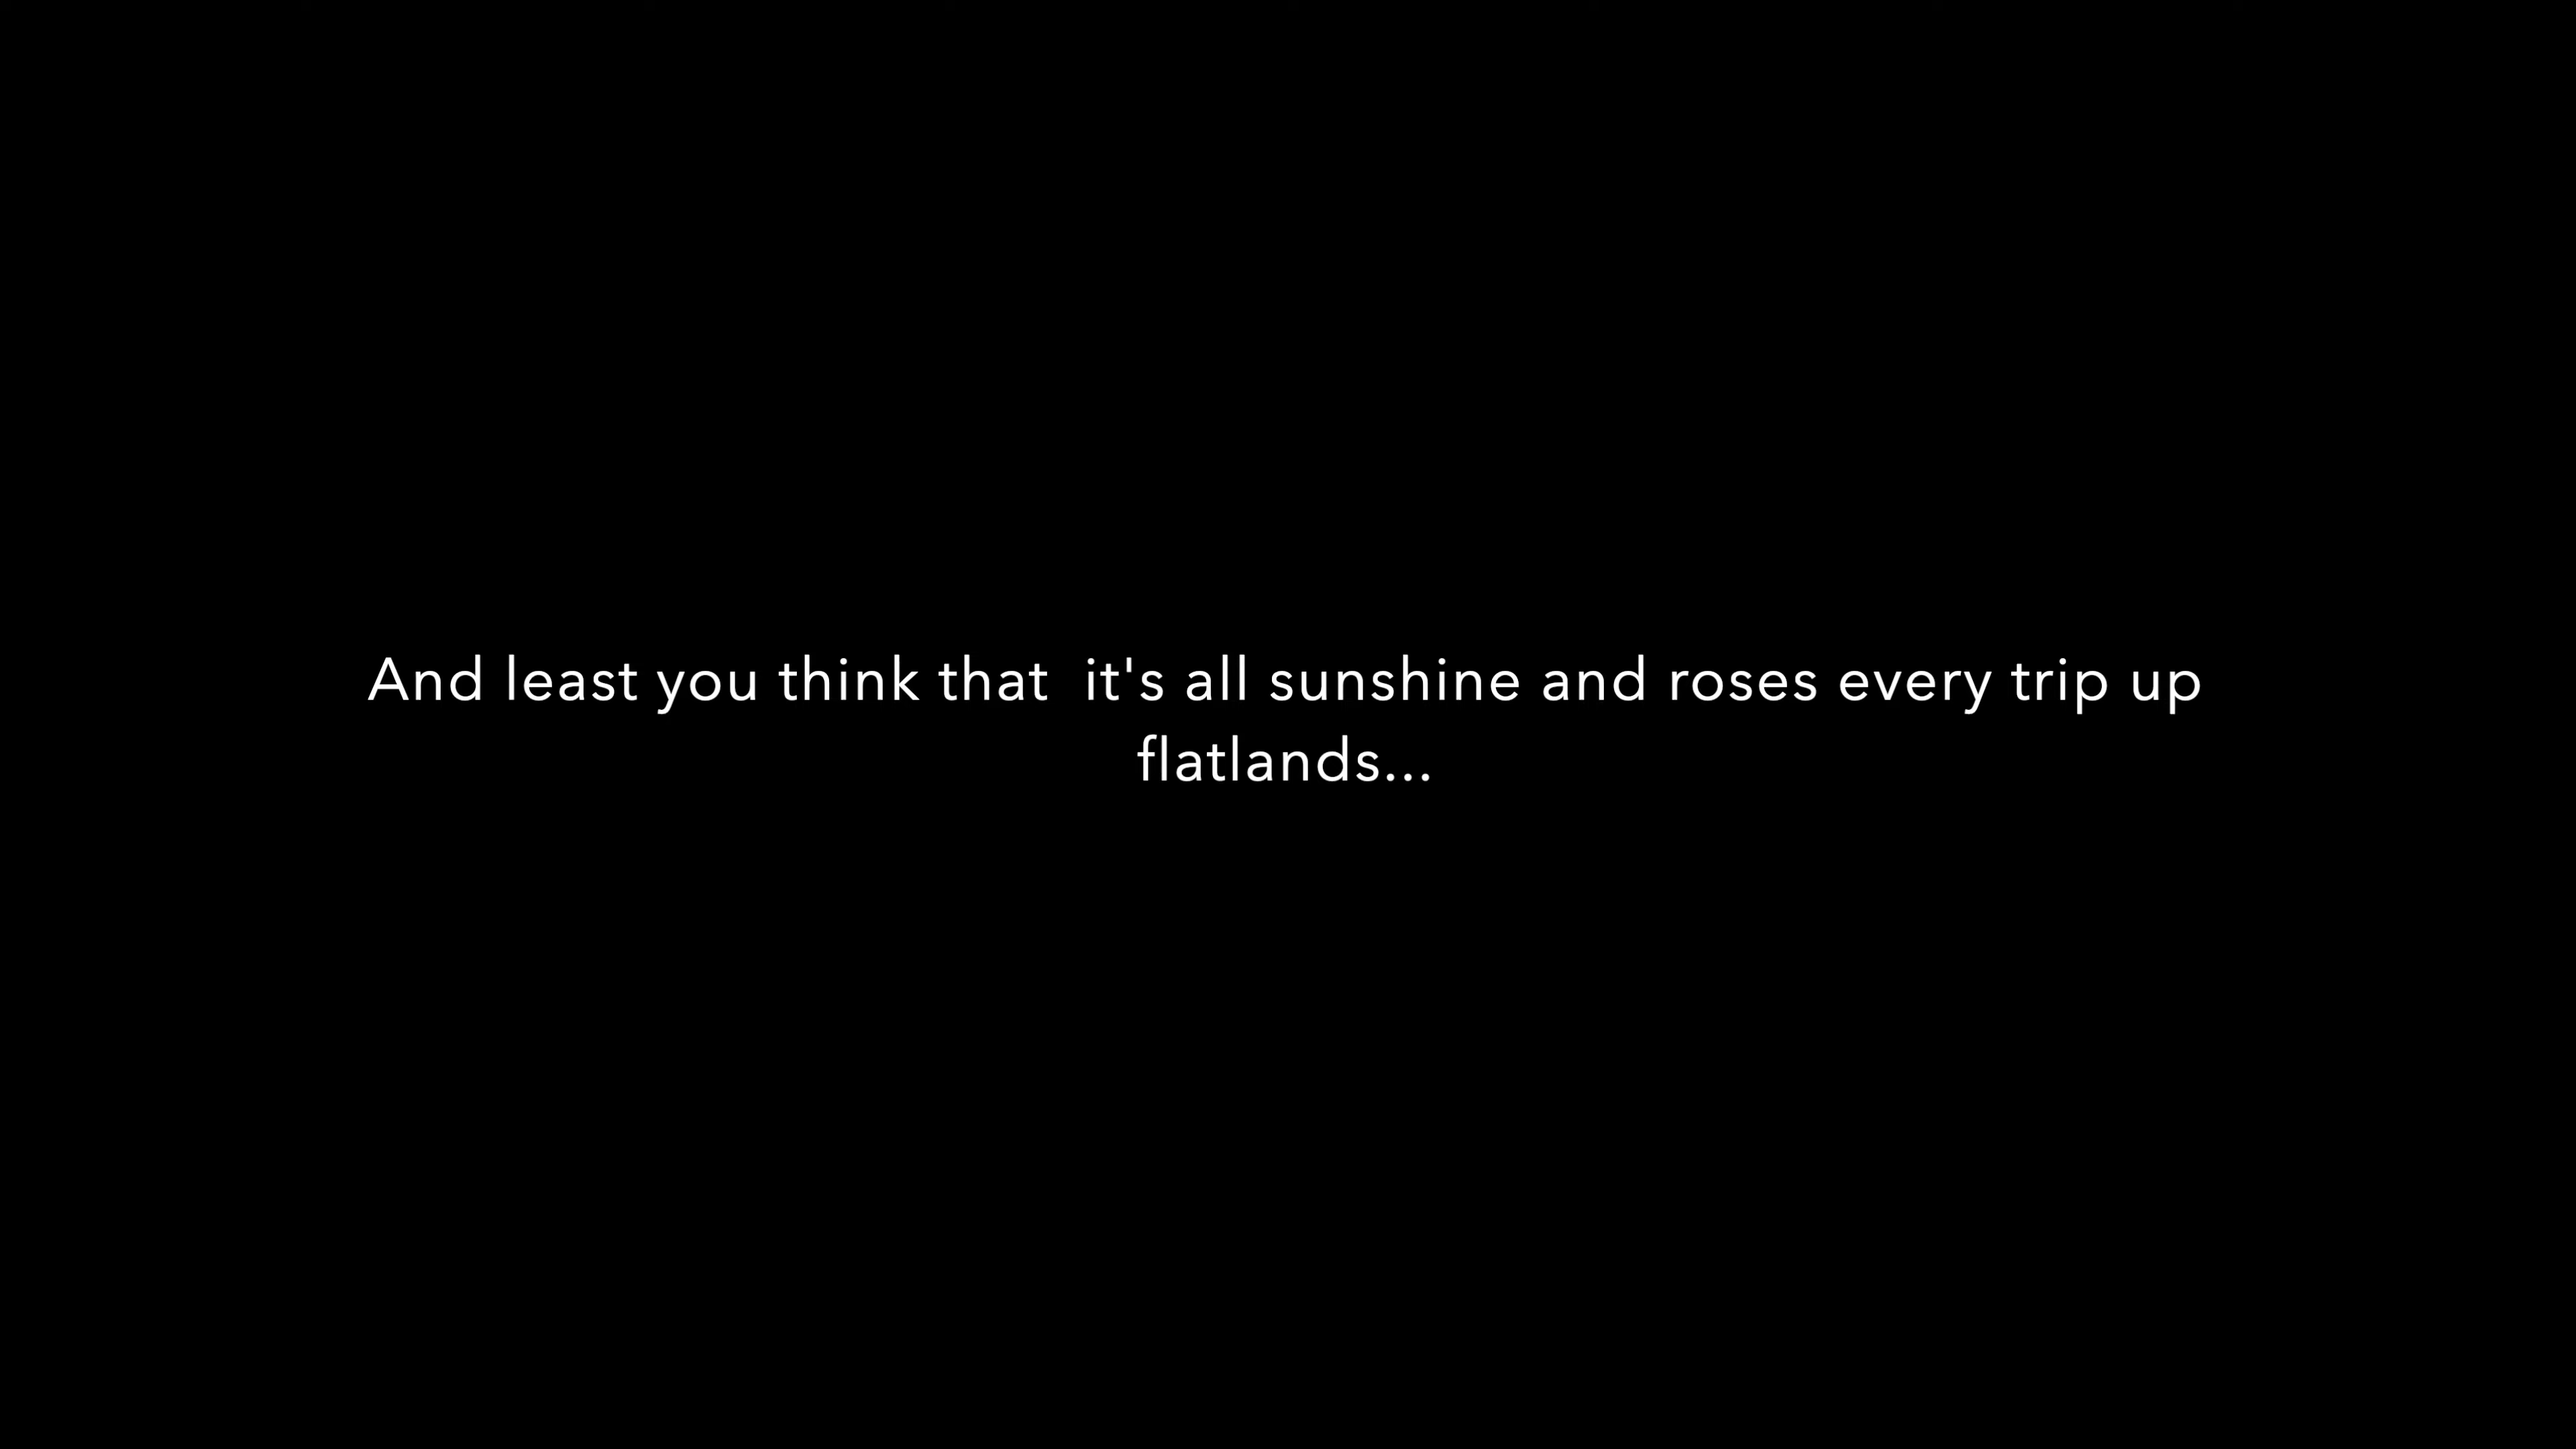 And least you think that  it's all sunshine and roses every trip up
flatlands...